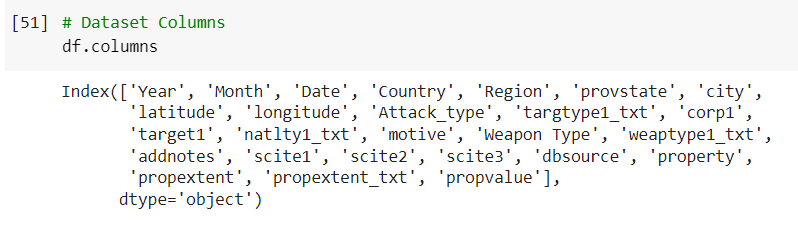 [51] # Dataset Columns
df.columns
Index(['Year', 'Month', 'Date', 'Country', 'Region', 'provstate', 'city',
'latitude', 'longitude', 'Attack_type', 'targtype1_txt', 'corp1',
'target1', 'natlty1_txt', 'motive', 'Weapon Type', 'weaptype1_txt',
'addnotes', 'scite1', 'scite2', 'scite3', 'dbsource', 'property',
'propextent', 'propextent_txt', 'propvalue'],
dtype='object')